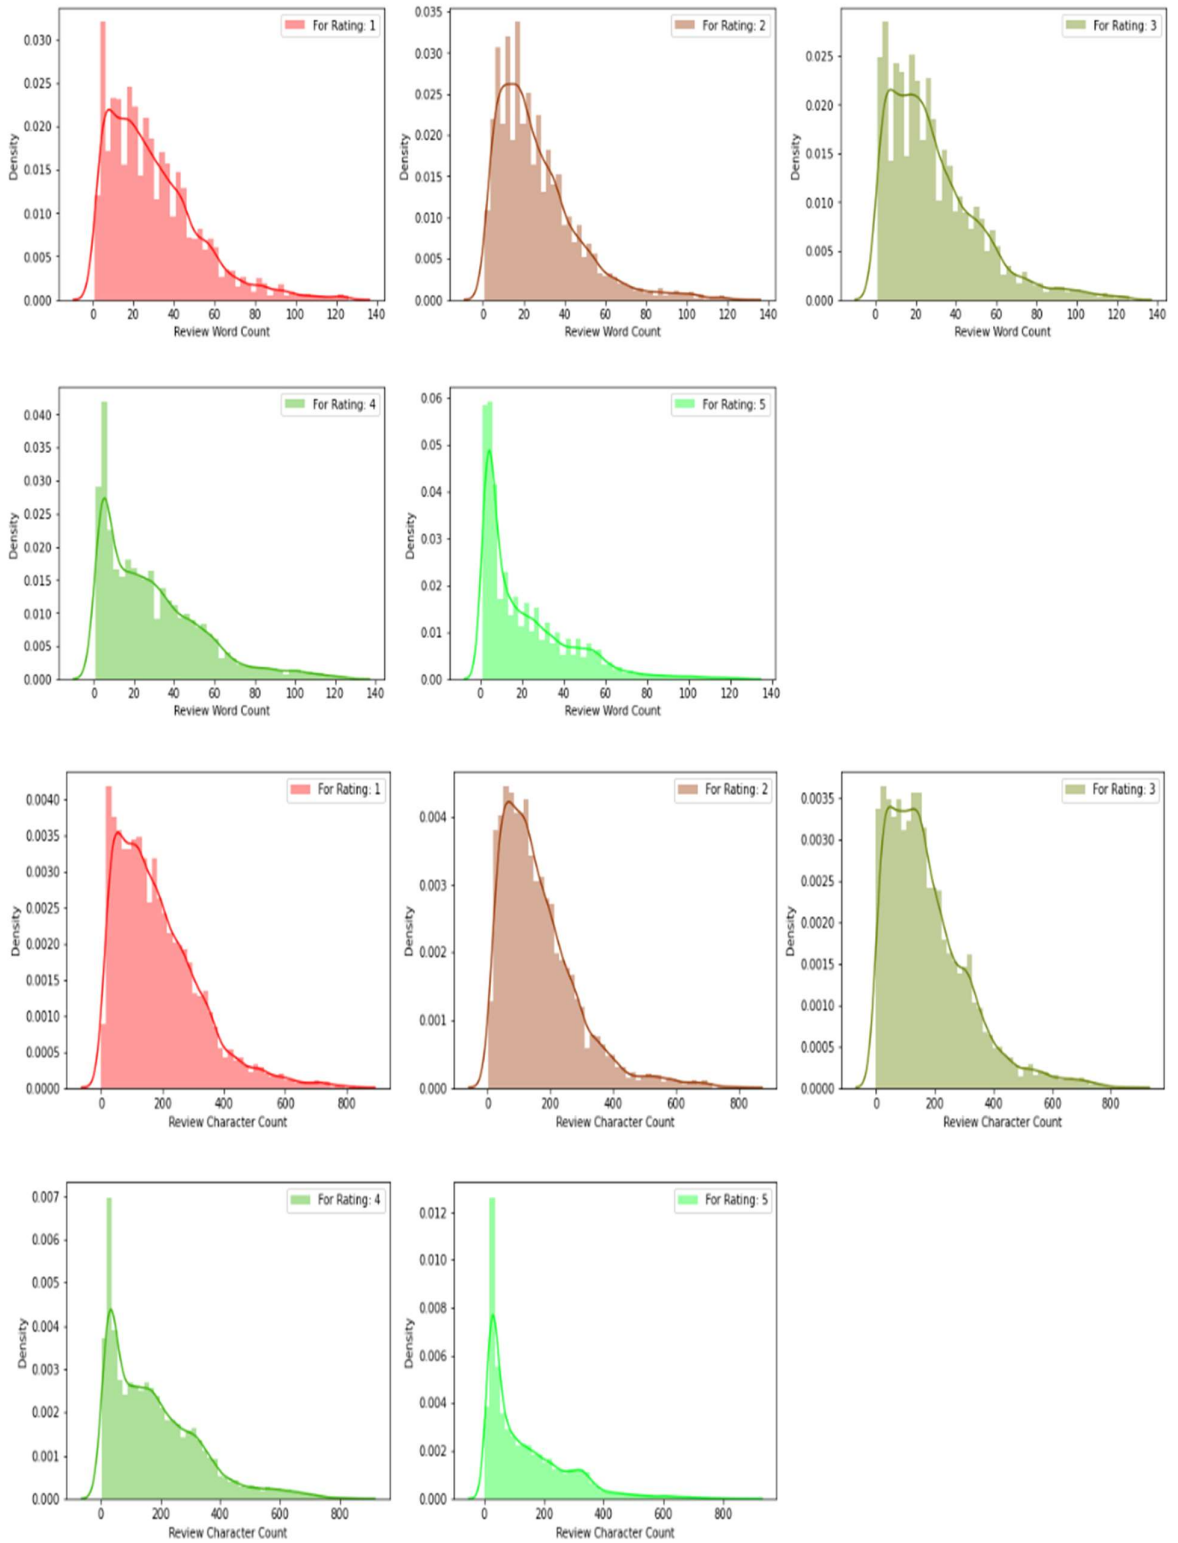 For Rating: 1
0.030
0.025
0.020
0.015
0.010
0.005
0.000
Density
0 20 40 60 80 100 120 140
Review Word Count
For Rating: 2
0.035
0.030
0.025
0.020
0.015
0.010
0.005
0.000
Density
0 20 40 60 80 100 120 140
Review Word Count
For Rating: 3
0.025
0.020
0.015
0.010
0.005
0.000
Density
0 20 40 60 80 100 120 140
Review Word Count
For Rating: 4
0.040
0.035
0.030
0.025
0.020
0.015
0.010
0.005
0.000
Density
0 20 40 60 80 100 120 140
Review Word Count
For Rating: 5
0.06
0.05
0.04
0.03
0.02
0.01
0.00
Density
0 20 40 60 80 100 120 140
Review Word Count
For Rating: 1
0.0040
0.0035
0.0030
0.0025
0.0020
0.0015
0.0010
0.0005
0.0000
Density
0 200 400 600 800
Review Character Count
For Rating: 2
0.004
0.003
0.002
0.001
0.000
Density
0 200 400 600 800
Review Character Count
For Rating: 3
0.0035
0.0030
0.0025
0.0020
0.0015
0.0010
0.0005
0.0000
Density
0 200 400 600 800
Review Character Count
For Rating: 4
0.007
0.006
0.005
0.004
0.003
0.002
0.001
0.000
Density
0 200 400 600 800
Review Character Count
For Rating: 5
0.012
0.010
0.008
0.006
0.004
0.002
0.000
Density
0 200 400 600 800
Review Character Count